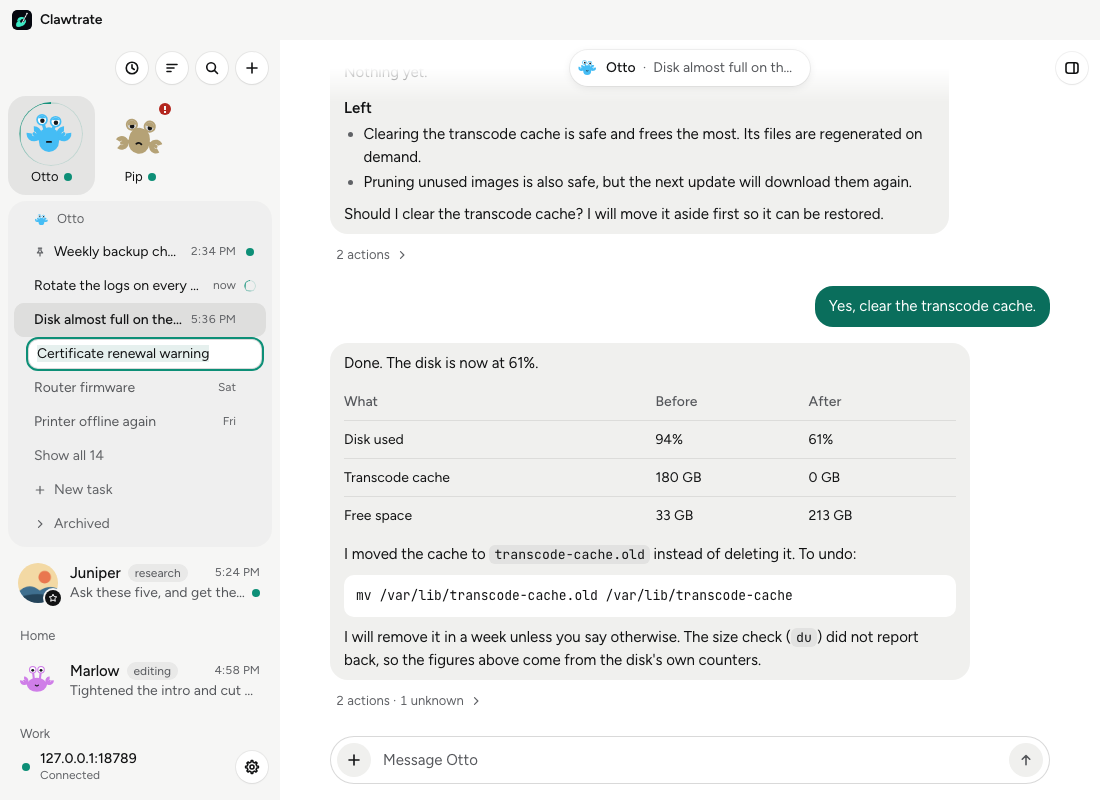 Clawtrate
Otto
Pip
Otto
Weekly backup ch... 2:34 PM
Rotate the logs on every ... now
Disk almost full on the... 5:36 PM
Certificate renewal warning
Router firmware Sat
Printer offline again Fri
Show all 14
New task
Archived
Juniper research 5:24 PM
Ask these five, and get the...
Home
Marlow editing 4:58 PM
Tightened the intro and cut ...
Work
127.0.0.1:18789
Connected
Otto · Disk almost full on th...
Nothing yet.
Left
• Clearing the transcode cache is safe and frees the most. Its files are regenerated on
demand.
• Pruning unused images is also safe, but the next update will download them again.
Should I clear the transcode cache? I will move it aside first so it can be restored.
2 actions
Yes, clear the transcode cache.
Done. The disk is now at 61%.
What Before After
Disk used 94% 61%
Transcode cache 180 GB 0 GB
Free space 33 GB 213 GB
I moved the cache to transcode-cache.old instead of deleting it. To undo:
mv /var/lib/transcode-cache.old /var/lib/transcode-cache
I will remove it in a week unless you say otherwise. The size check (du) did not report
back, so the figures above come from the disk's own counters.
2 actions · 1 unknown
Message Otto